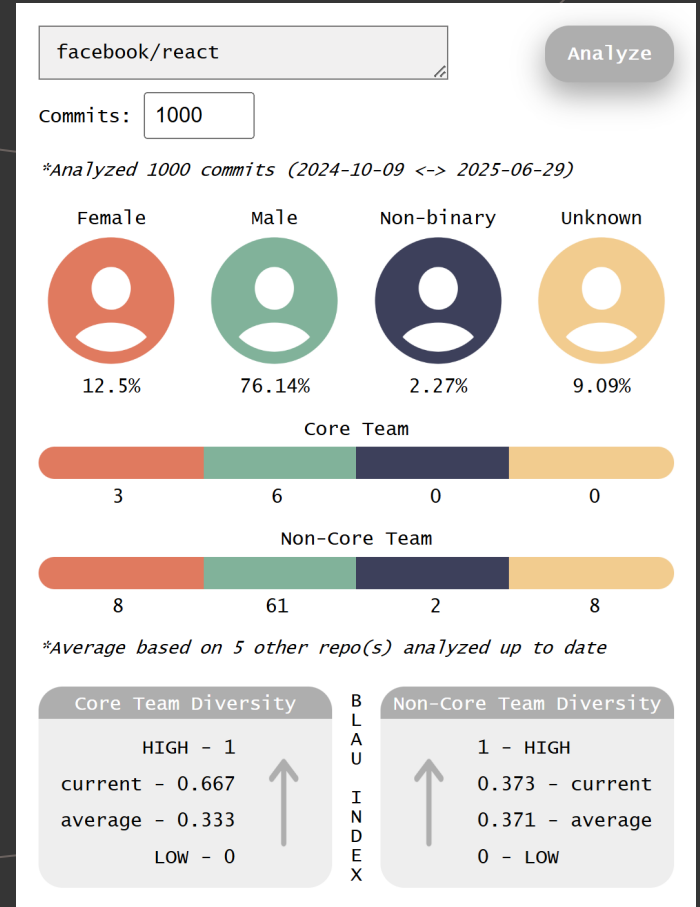 facebook/react
Analyze
Commits: 1000
*Analyzed 1000 commits (2024-10-09 <-> 2025-06-29)
Female Male Non-binary Unknown
12.5% 76.14% 2.27% 9.09%
Core Team
3 6 0 0
Non-Core Team
8 61 2 8
*Average based on 5 other repo(s) analyzed up to date
Core Team Diversity
HIGH - 1
current - 0.667
average - 0.333
LOW - 0
BLAU INDEX
Non-Core Team Diversity
1 - HIGH
0.373 - current
0.371 - average
0 - LOW